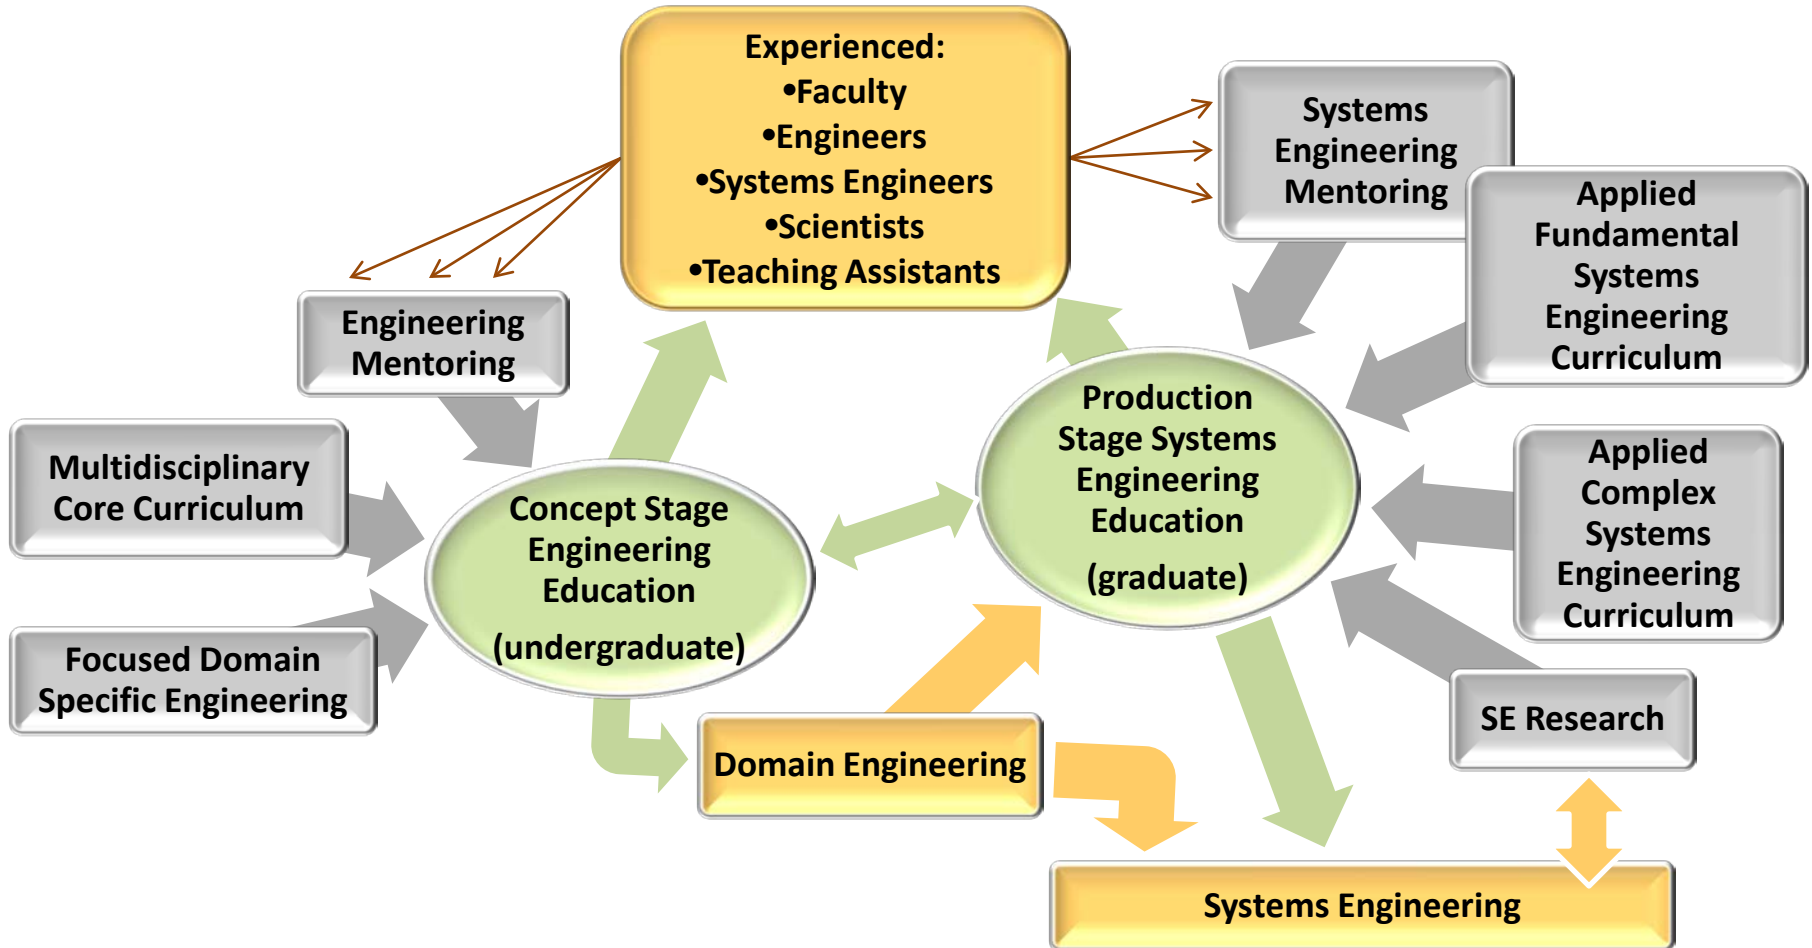 Experienced:
•Faculty
•Engineers
•Systems Engineers
•Scientists
•Teaching Assistants
Systems
Engineering
Mentoring
Applied
Fundamental
Systems
Engineering
Curriculum
Engineering
Mentoring
Multidisciplinary
Core Curriculum
Concept Stage
Engineering
Education
(undergraduate)
Production
Stage Systems
Engineering
Education
(graduate)
Applied
Complex
Systems
Engineering
Curriculum
Focused Domain
Specific Engineering
SE Research
Domain Engineering
Systems Engineering